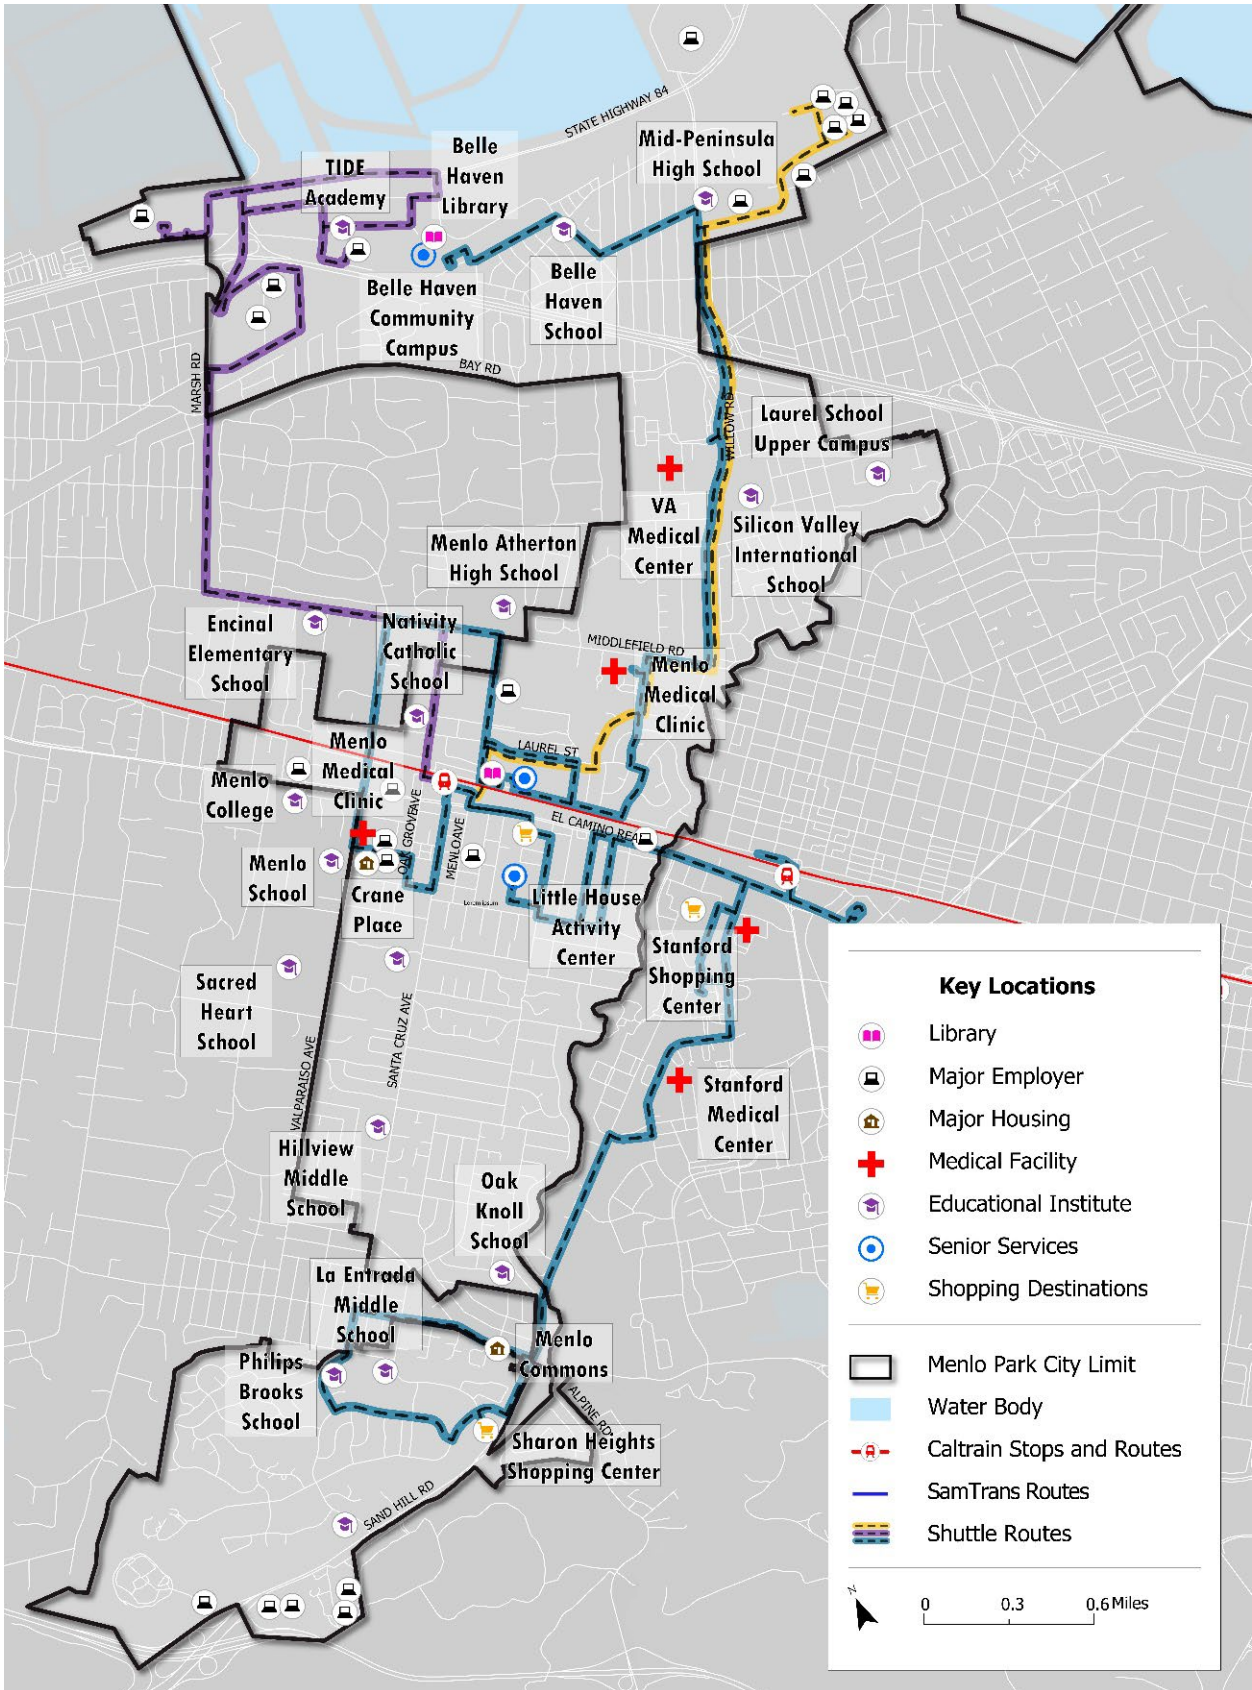 STATE HIGHWAY 84
Mid-Peninsula
High School
Belle
Haven
Library
TIDE
Academy
Belle
Haven
School
Belle Haven
Community
Campus
MARSH RD
BAY RD
WILLOW RD
Laurel School
Upper Campus
VA
Medical
Center
Silicon Valley
International
School
Menlo Atherton
High School
Encinal
Elementary
School
Nativity
Catholic
School
MIDDLEFIELD RD
Menlo
Medical
Clinic
LAUREL ST
Menlo
Medical
Clinic
Menlo
College
OAK GROVE AVE
MENLO AVE
EL CAMINO REA
Menlo
School
Crane
Place
Lorem ipsum
Little House
Activity
Center
Stanford
Shopping
Center
Sacred
Heart
School
VALPARAISO AVE
SANTA CRUZ AVE
Stanford
Medical
Center
Hillview
Middle
School
Oak
Knoll
School
La Entrada
Middle
School
Menlo
Commons
Philips
Brooks
School
ALPINE RD
Sharon Heights
Shopping Center
SAND HILL RD
Key Locations
Library
Major Employer
Major Housing
Medical Facility
Educational Institute
Senior Services
Shopping Destinations
Menlo Park City Limit
Water Body
Caltrain Stops and Routes
SamTrans Routes
Shuttle Routes
N
0 0.3 0.6 Miles